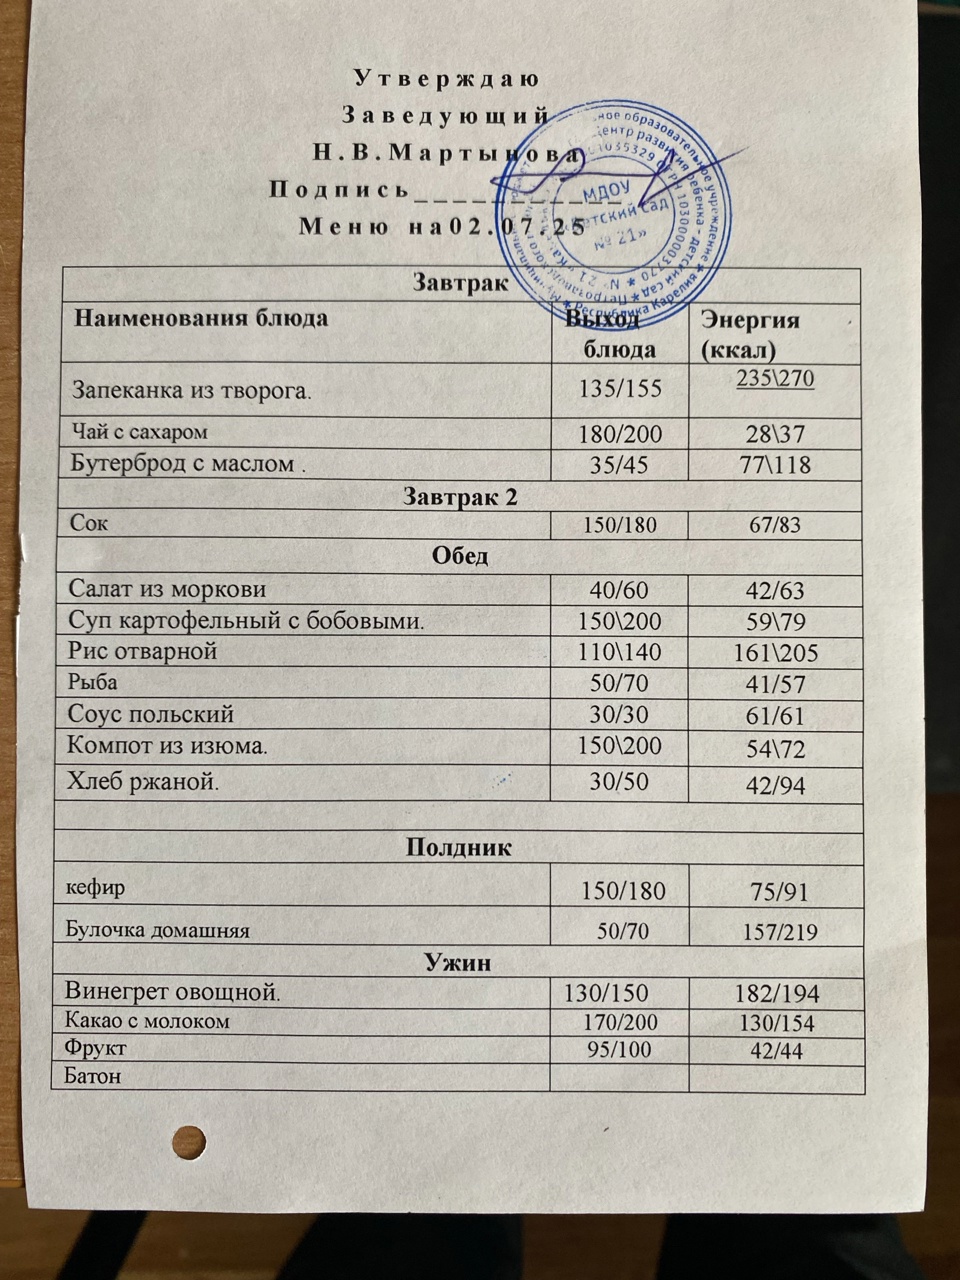 Утверждаю
Заведующий
Н.В.Мартынова
Подпись____________
Меню на02.07.25
МДОУ
«Детский сад
№ 21»
Завтрак
Наименования блюда Выход блюда Энергия (ккал)
Запеканка из творога. 135/155 235\270
Чай с сахаром 180/200 28\37
Бутерброд с маслом . 35/45 77\118
Завтрак 2
Сок 150/180 67/83
Обед
Салат из моркови 40/60 42/63
Суп картофельный с бобовыми. 150\200 59\79
Рис отварной 110\140 161\205
Рыба 50/70 41/57
Соус польский 30/30 61/61
Компот из изюма. 150\200 54\72
Хлеб ржаной. 30/50 42/94
Полдник
кефир 150/180 75/91
Булочка домашняя 50/70 157/219
Ужин
Винегрет овощной. 130/150 182/194
Какао с молоком 170/200 130/154
Фрукт 95/100 42/44
Батон